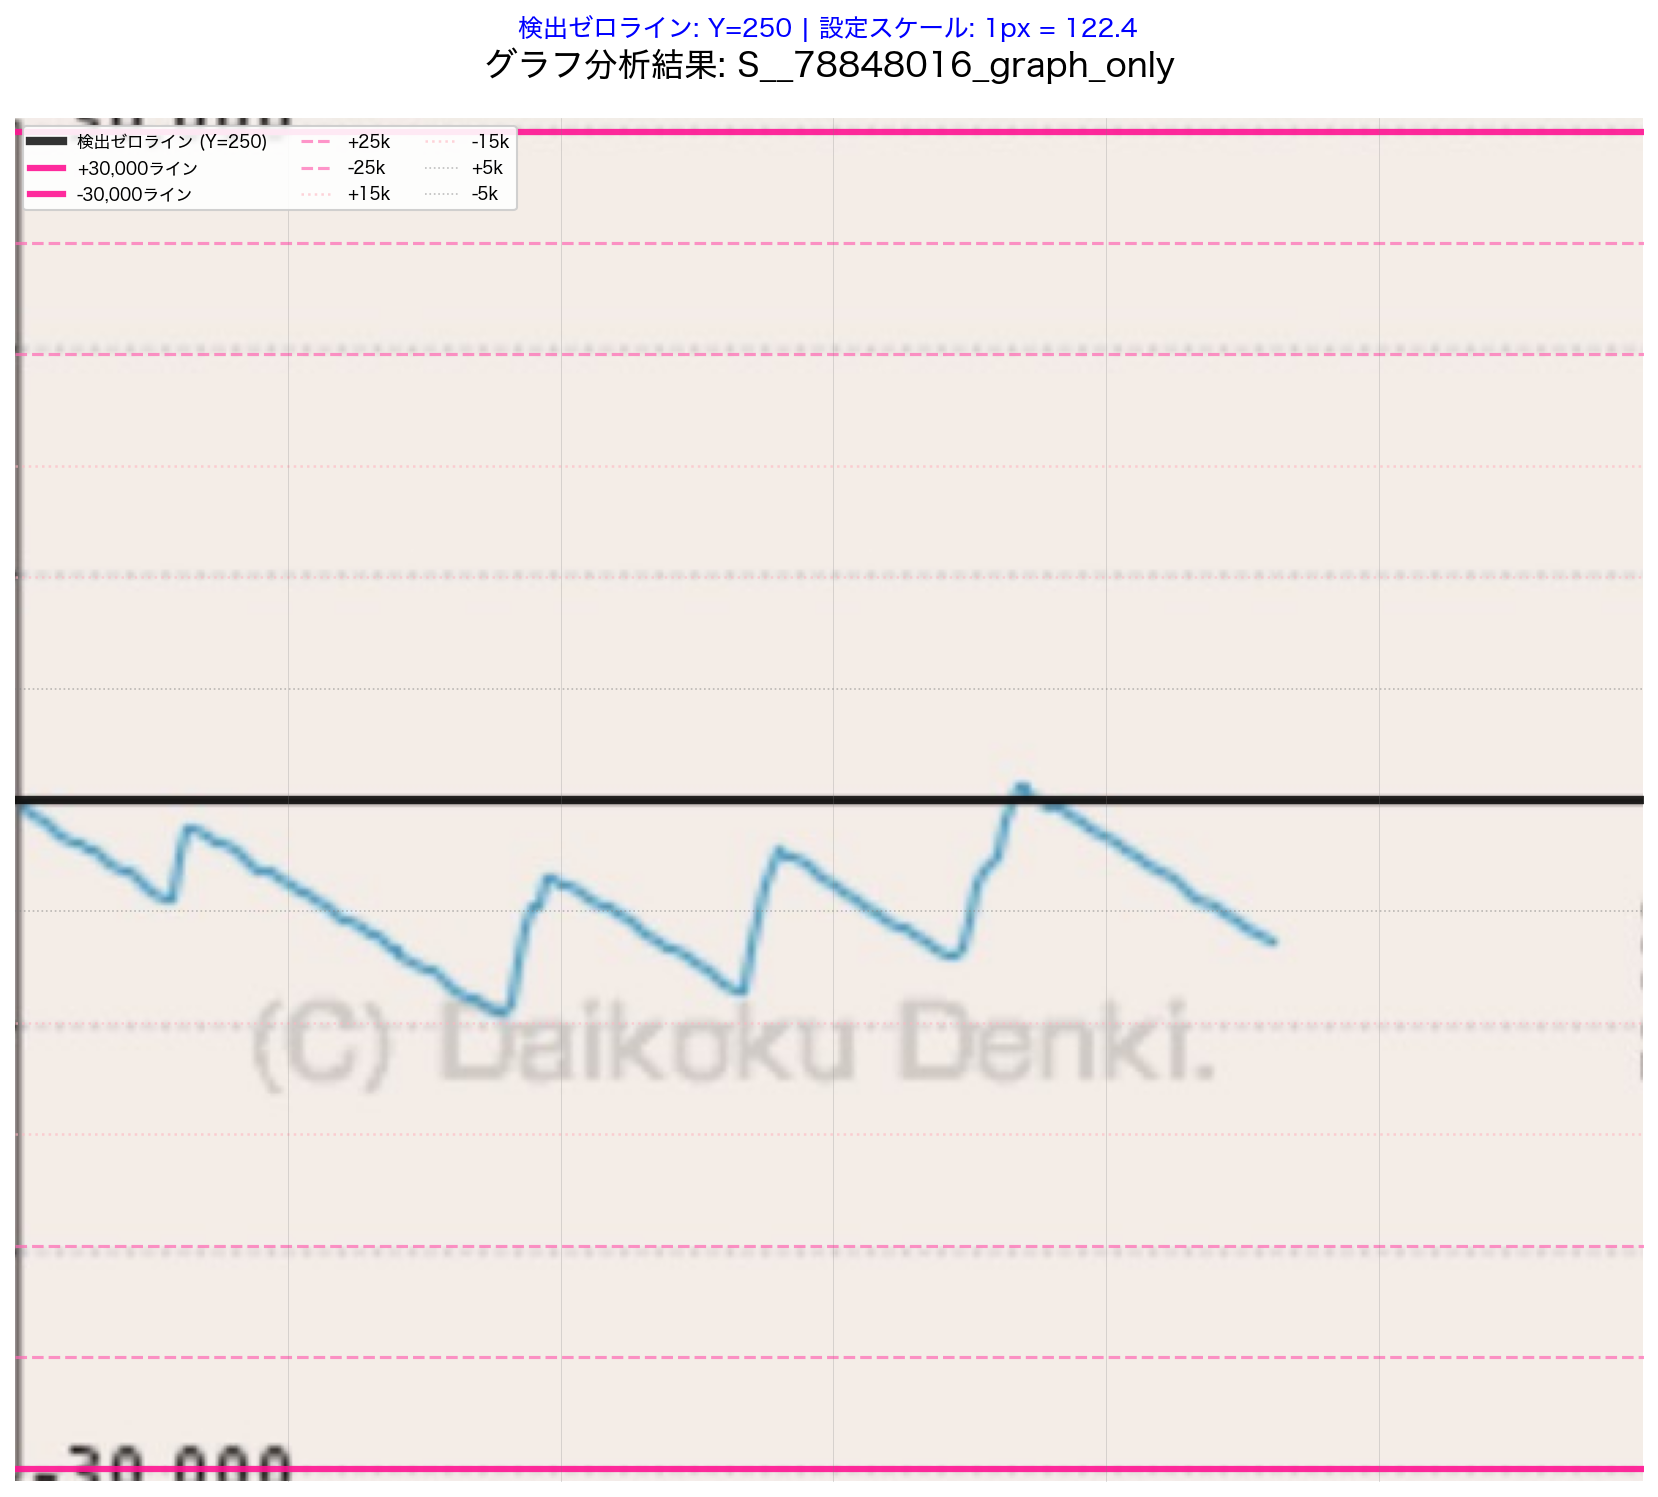 検出ゼロライン: Y=250 | 設定スケール: 1px = 122.4
グラフ分析結果: S__78848016_graph_only
検出ゼロライン (Y=250)
+30,000ライン
-30,000ライン
+25k
-25k
+15k
-15k
+5k
-5k
(C) Daikoku Denki.
-30,000